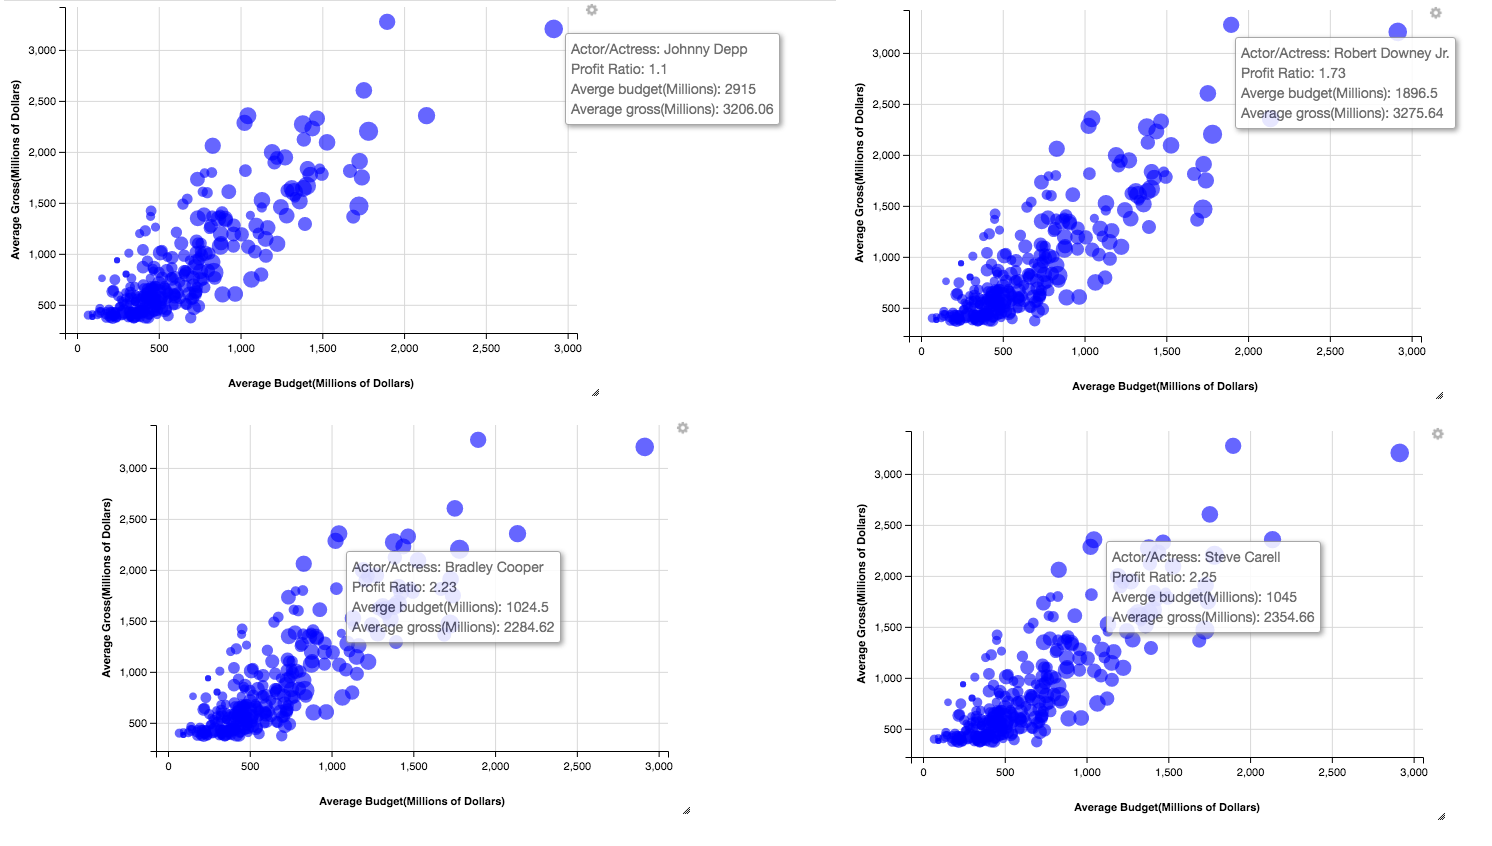 3,000
2,500
2,000
1,500
1,000
500
Average Gross(Millions of Dollars)
0 500 1,000 1,500 2,000 2,500 3,000
Average Budget(Millions of Dollars)
Actor/Actress: Johnny Depp
Profit Ratio: 1.1
Averge budget(Millions): 2915
Average gross(Millions): 3206.06
3,000
2,500
2,000
1,500
1,000
500
Average Gross(Millions of Dollars)
0 500 1,000 1,500 2,000 2,500 3,000
Average Budget(Millions of Dollars)
Actor/Actress: Robert Downey Jr.
Profit Ratio: 1.73
Averge budget(Millions): 1896.5
Average gross(Millions): 3275.64
3,000
2,500
2,000
1,500
1,000
500
Average Gross(Millions of Dollars)
0 500 1,000 1,500 2,000 2,500 3,000
Average Budget(Millions of Dollars)
Actor/Actress: Bradley Cooper
Profit Ratio: 2.23
Averge budget(Millions): 1024.5
Average gross(Millions): 2284.62
3,000
2,500
2,000
1,500
1,000
500
Average Gross(Millions of Dollars)
0 500 1,000 1,500 2,000 2,500 3,000
Average Budget(Millions of Dollars)
Actor/Actress: Steve Carell
Profit Ratio: 2.25
Averge budget(Millions): 1045
Average gross(Millions): 2354.66